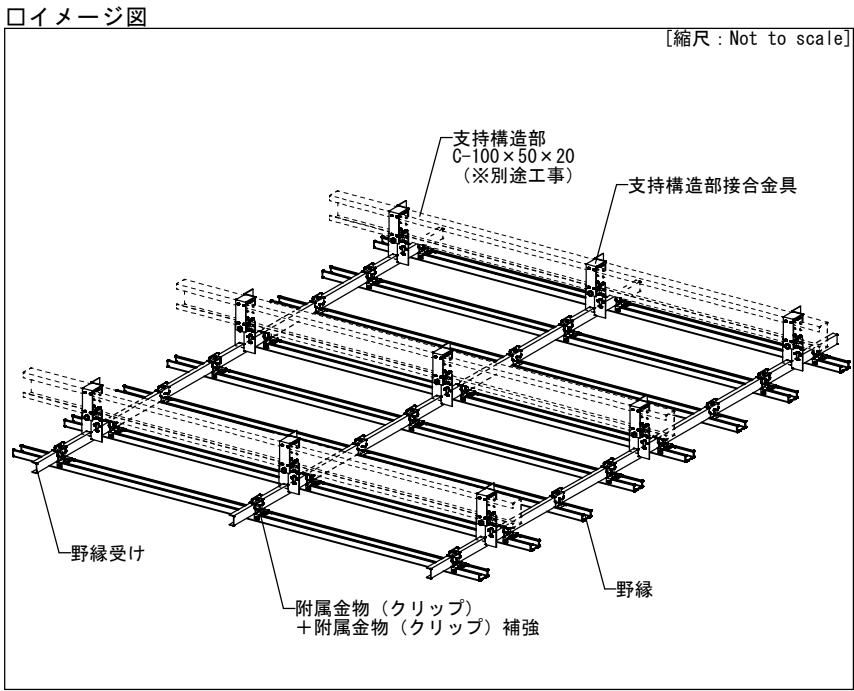 □イメージ図
[縮尺：Not to scale]
支持構造部
C-100×50×20
（※別途工事）
支持構造部接合金具
野縁受け
野縁
附属金物（クリップ）
＋附属金物（クリップ）補強